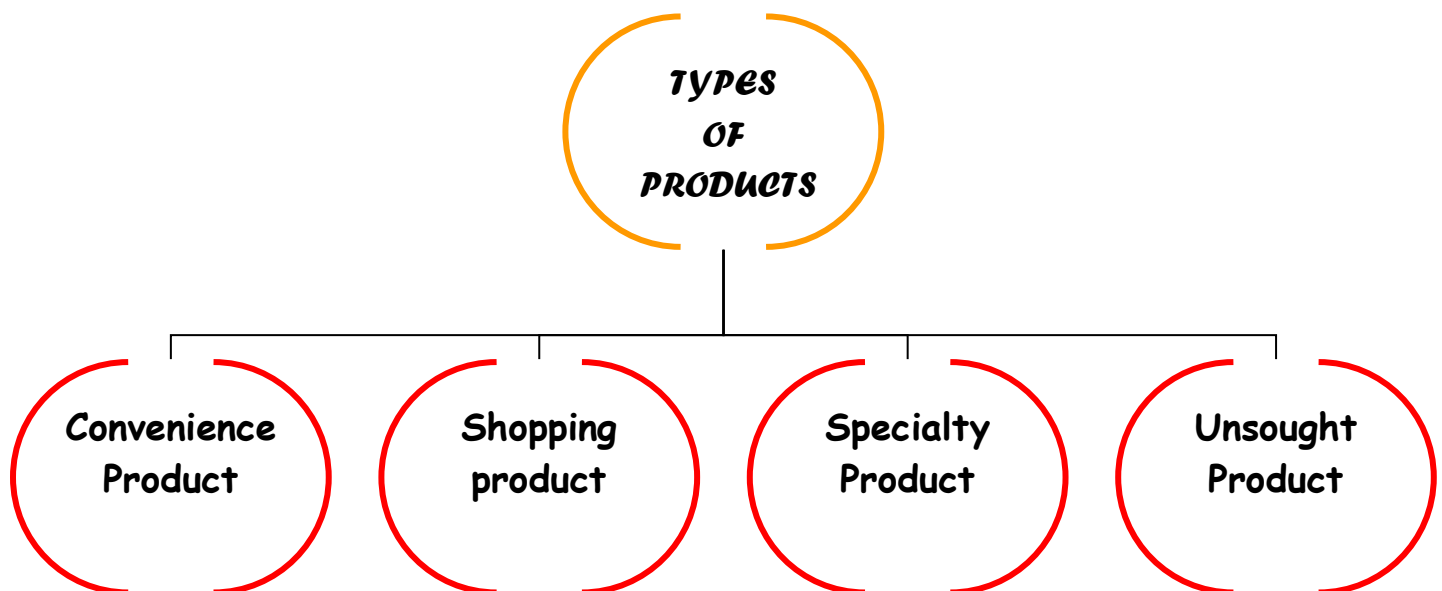 TYPES
OF
PRODUCTS
Convenience
Product
Shopping
product
Specialty
Product
Unsought
Product